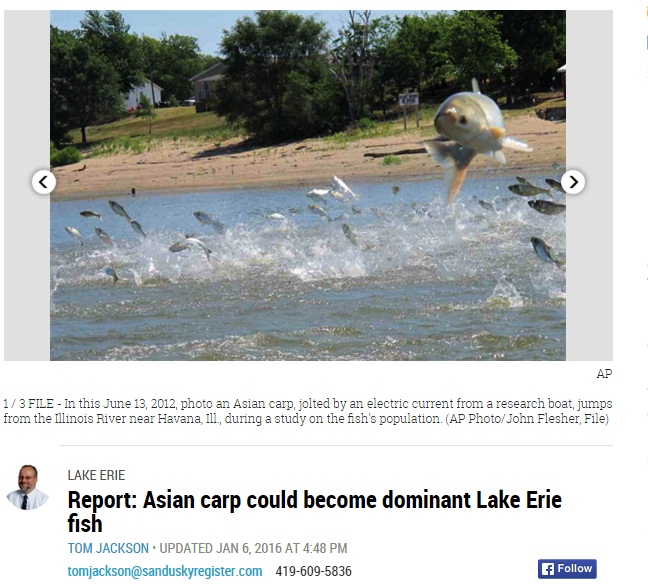 AP
1 / 3 FILE - In this June 13, 2012, photo an Asian carp, jolted by an electric current from a research boat, jumps
from the Illinois River near Havana, Ill., during a study on the fish's population. (AP Photo/John Flesher, File)
LAKE ERIE
Report: Asian carp could become dominant Lake Erie
fish
TOM JACKSON • UPDATED JAN 6, 2016 AT 4:48 PM
tomjackson@sanduskyregister.com 419-609-5836
Follow